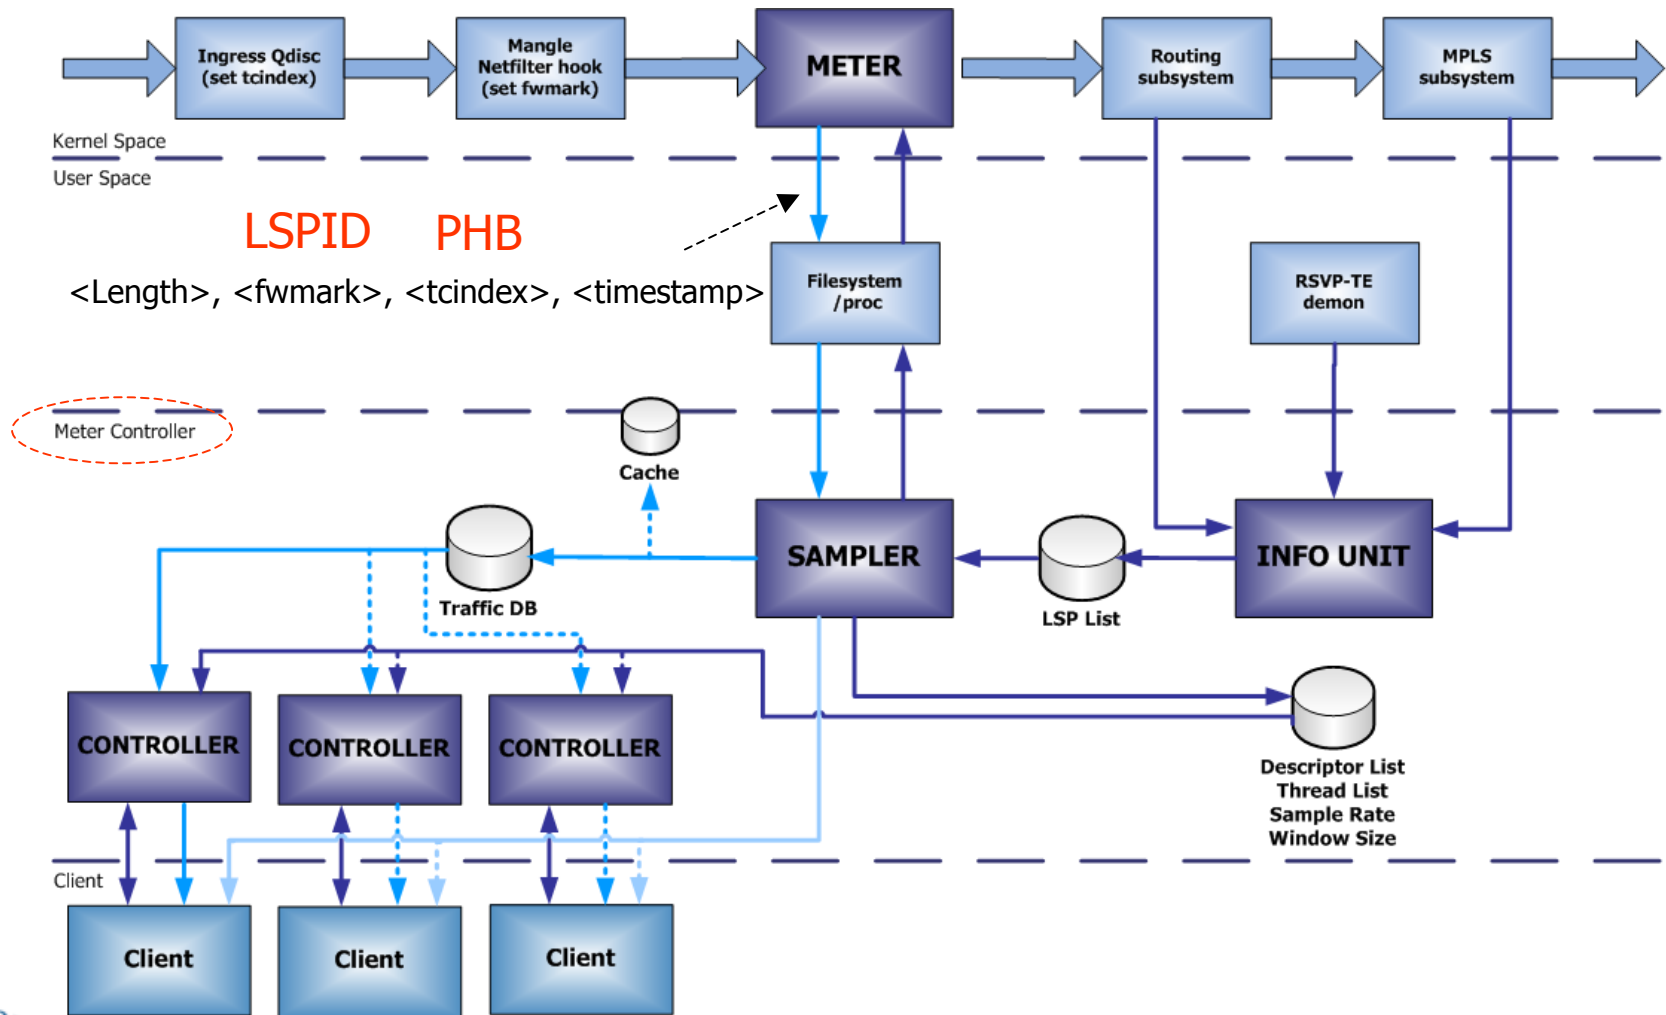 Ingress Qdisc
(set tcindex)
Mangle
Netfilter hook
(set fwmark)
METER
Routing
subsystem
MPLS
subsystem
Kernel Space
User Space
LSPID PHB
<Length>, <fwmark>, <tcindex>, <timestamp>
Filesystem
/proc
RSVP-TE
demon
Meter Controller
Cache
Traffic DB
SAMPLER
LSP List
INFO UNIT
CONTROLLER
CONTROLLER
CONTROLLER
Descriptor List
Thread List
Sample Rate
Window Size
Client
Client
Client
Client